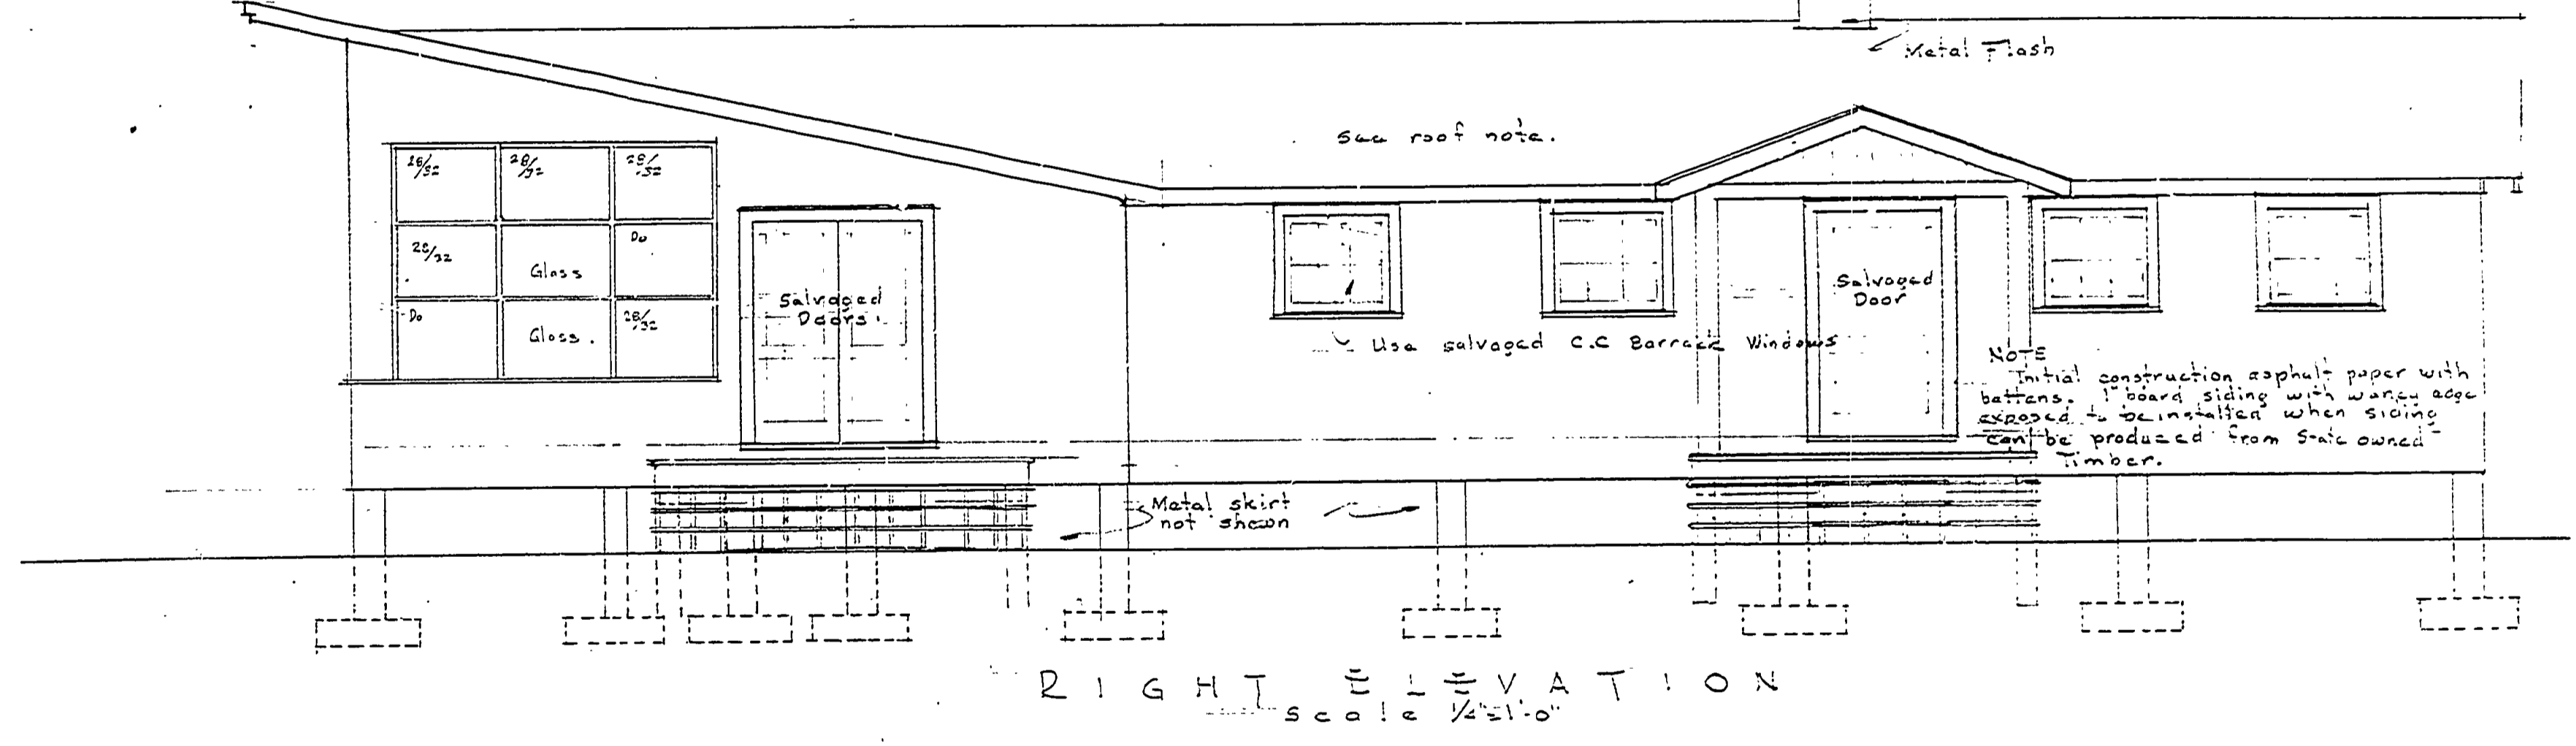 Metal Flash
See roof note.
28/32 28/32 28/32
28/32 Glass Do
Do Glass. 28/32
Salvaged
Doors.
Salvaged
Door
Use salvaged C.C Barrack Windows
NOTE
Initial construction asphalt paper with
battens. 1" board siding with waney edge
exposed to be installed when siding
can be produced from State owned
Timber.
Metal skirt
not shown
RIGHT ELEVATION
Scale 1/4"=1'-0"